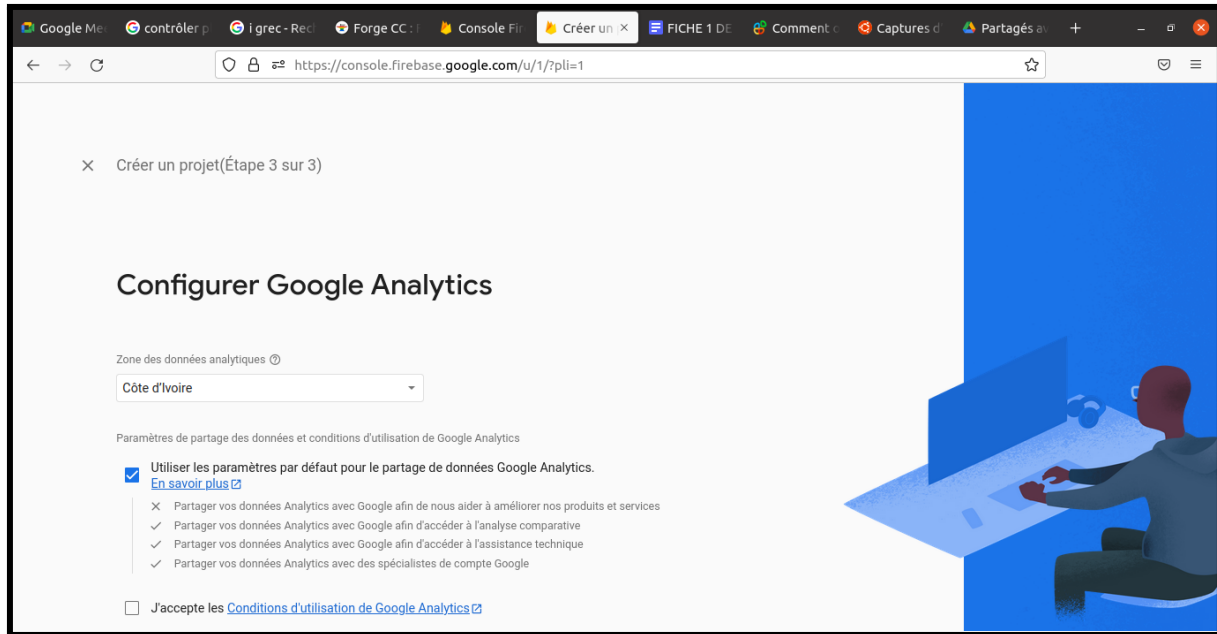 Google Me
contrôler p
i grec - Rec
Forge CC :
Console Fir
Créer un
FICHE 1 DE
Comment
Captures d'
Partagés av
https://console.firebase.google.com/u/1/?pli=1
Créer un projet(Étape 3 sur 3)
Configurer Google Analytics
Zone des données analytiques
Côte d'Ivoire
Paramètres de partage des données et conditions d'utilisation de Google Analytics
Utiliser les paramètres par défaut pour le partage de données Google Analytics.
En savoir plus
Partager vos données Analytics avec Google afin de nous aider à améliorer nos produits et services
Partager vos données Analytics avec Google afin d'accéder à l'analyse comparative
Partager vos données Analytics avec Google afin d'accéder à l'assistance technique
Partager vos données Analytics avec des spécialistes de compte Google
J'accepte les Conditions d'utilisation de Google Analytics